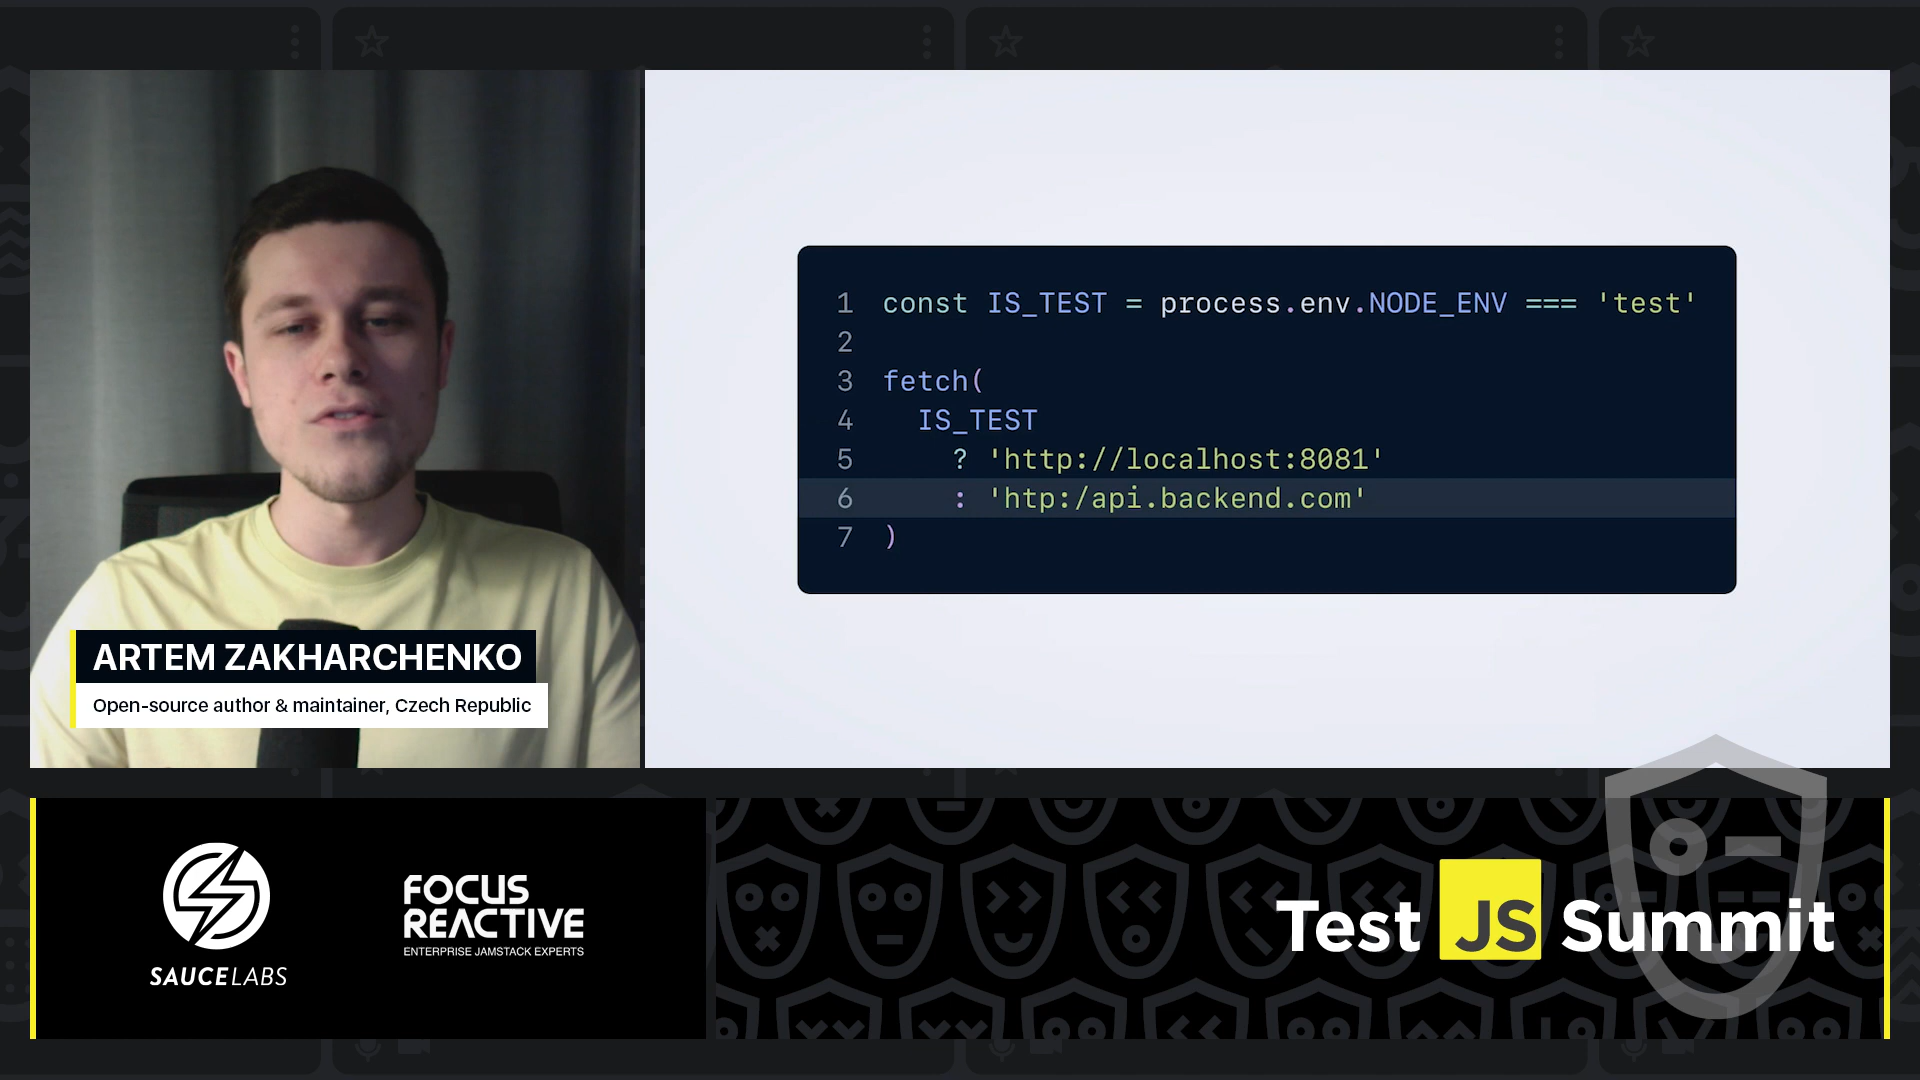 1 const IS_TEST = process.env.NODE_ENV === 'test'
2
3 fetch(
4 IS_TEST
5 ? 'http://localhost:8081'
6 : 'htp:/api.backend.com'
7 )
ARTEM ZAKHARCHENKO
Open-source author & maintainer, Czech Republic
SAUCELABS
FOCUS
REACTIVE
ENTERPRISE JAMSTACK EXPERTS
Test JS Summit